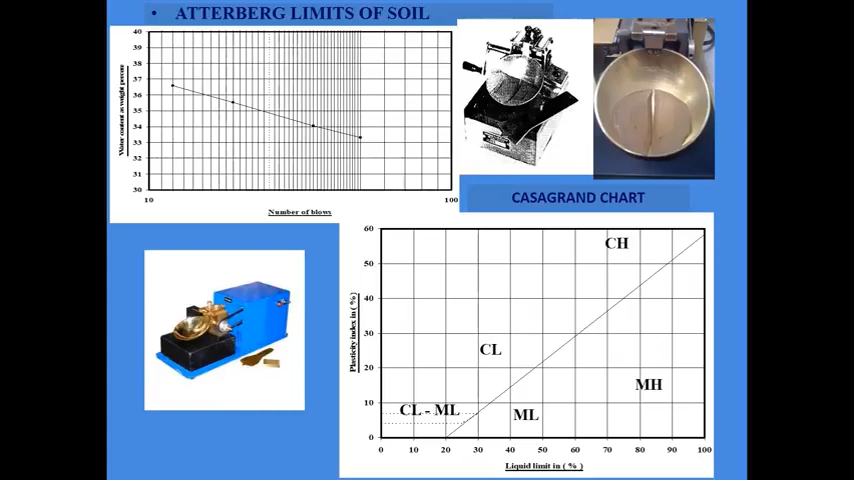 • ATTERBERG LIMITS OF SOIL
Water content as weight percent
40
39
38
37
36
35
34
33
32
31
30
10
100
Number of blows
CASAGRAND CHART
Plasticity index in ( % )
60
50
40
30
20
10
0
CH
CL
MH
CL - ML
ML
0 10 20 30 40 50 60 70 80 90 100
Liquid limit in ( % )